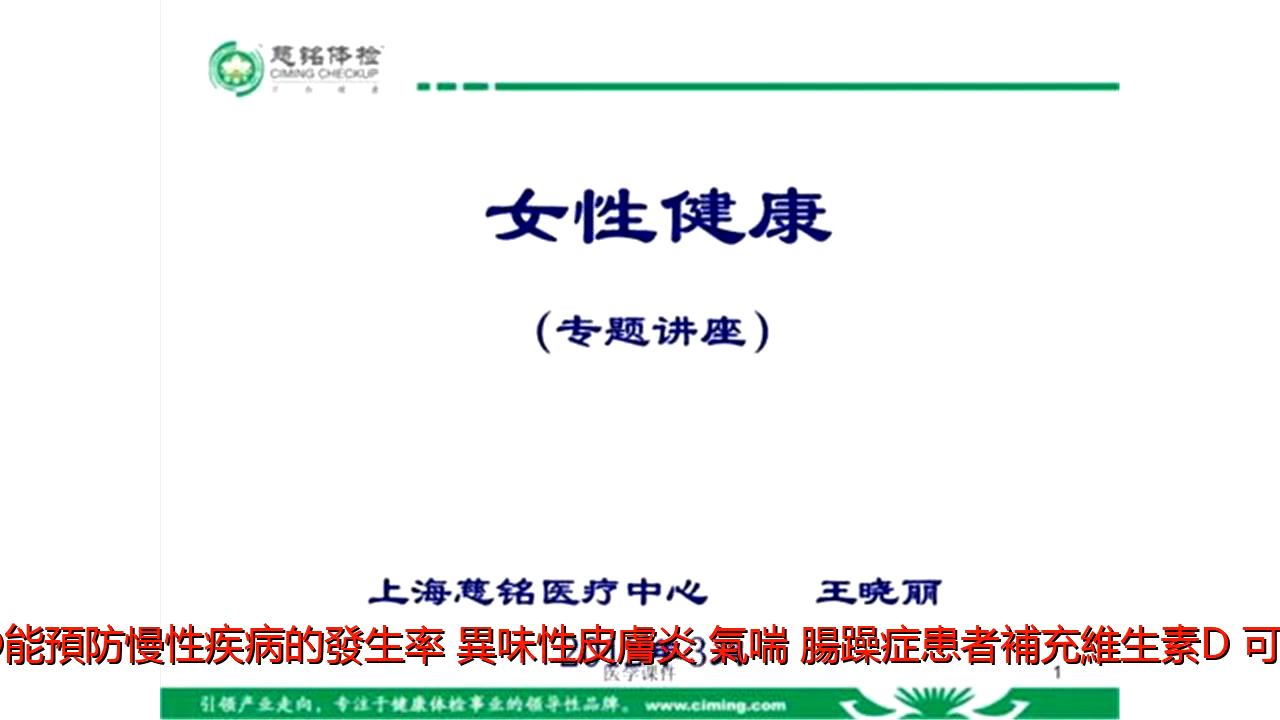 慈铭体检
CIMING CHECKUP
女性健康
(专题讲座)
上海慈铭医疗中心 王晓丽
能預防慢性疾病的發生率 異味性皮膚炎 氣喘 腸躁症患者補充維生素D 可
医学课件
1
引领产业走向,专注于健康体检事业的领导性品牌。 www.ciming.com